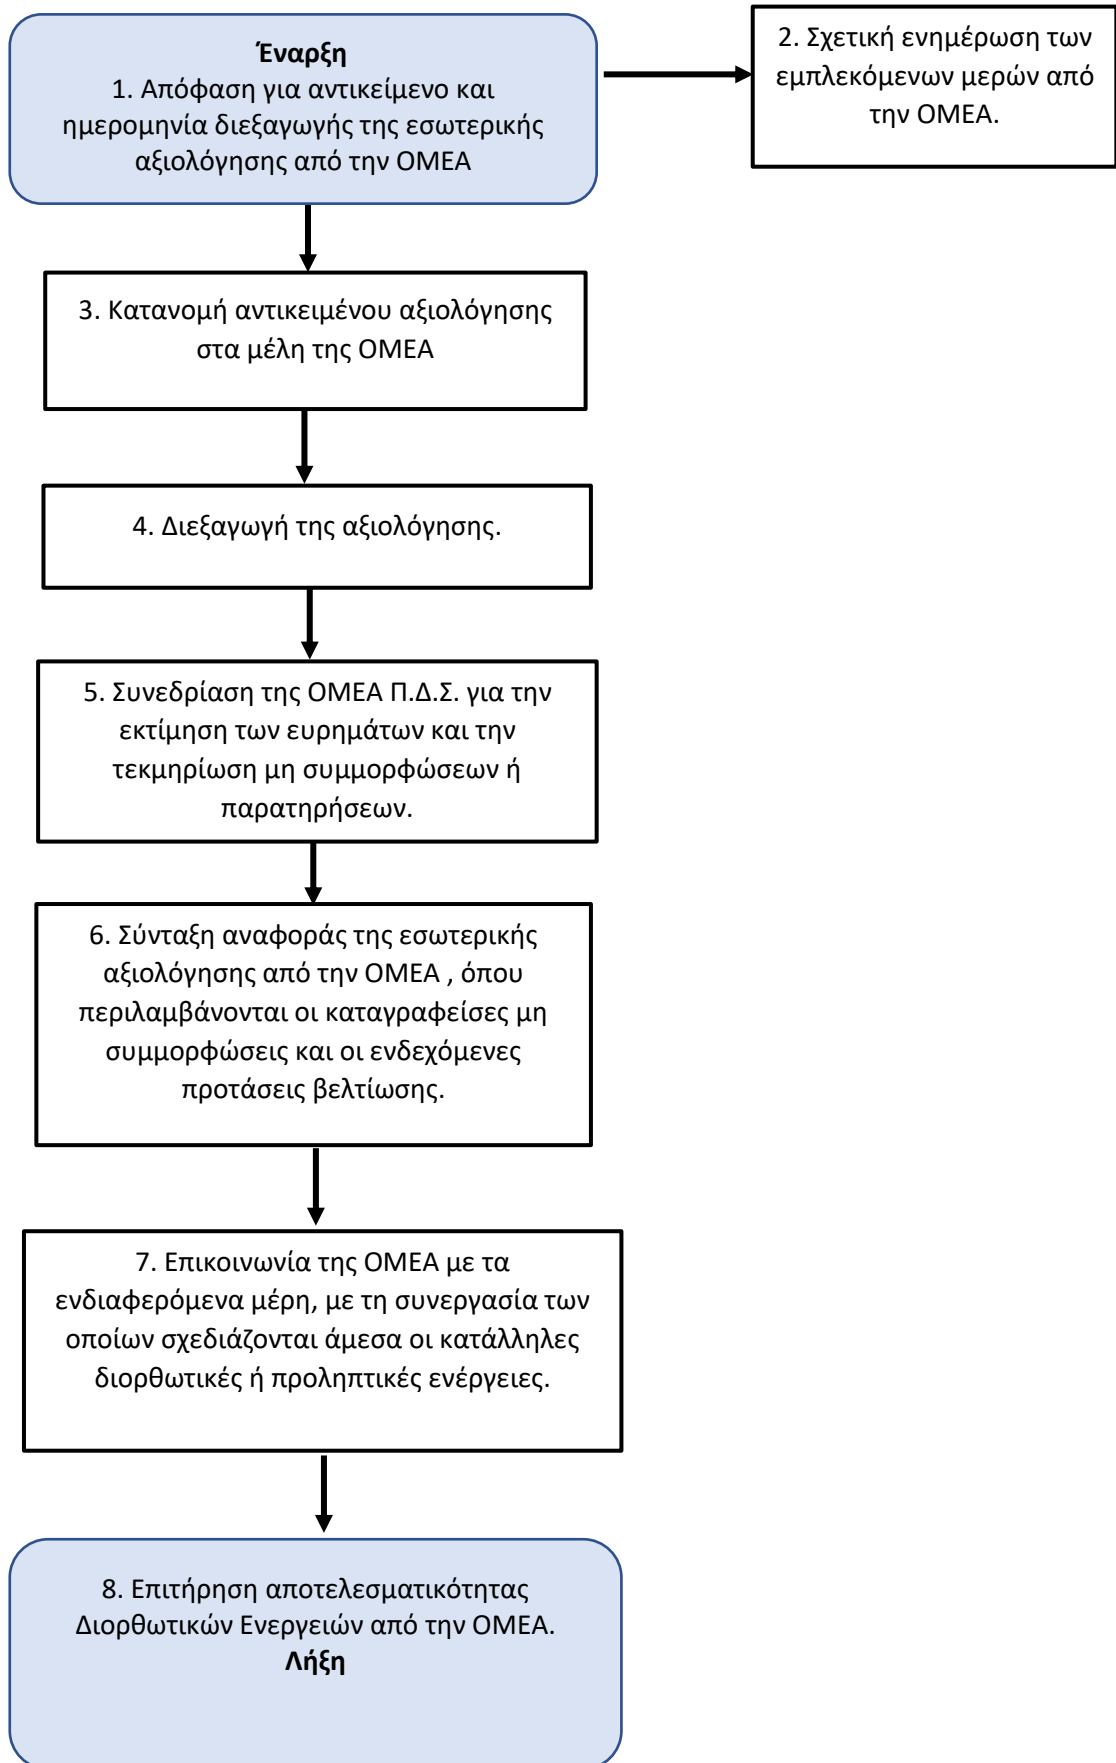 Έναρξη
1. Απόφαση για αντικείμενο και
ημερομηνία διεξαγωγής της εσωτερικής
αξιολόγησης από την ΟΜΕΑ
2. Σχετική ενημέρωση των
εμπλεκόμενων μερών από
την ΟΜΕΑ.
3. Κατανομή αντικειμένου αξιολόγησης
στα μέλη της ΟΜΕΑ
4. Διεξαγωγή της αξιολόγησης.
5. Συνεδρίαση της ΟΜΕΑ Π.Δ.Σ. για την
εκτίμηση των ευρημάτων και την
τεκμηρίωση μη συμμορφώσεων ή
παρατηρήσεων.
6. Σύνταξη αναφοράς της εσωτερικής
αξιολόγησης από την ΟΜΕΑ , όπου
περιλαμβάνονται οι καταγραφείσες μη
συμμορφώσεις και οι ενδεχόμενες
προτάσεις βελτίωσης.
7. Επικοινωνία της ΟΜΕΑ με τα
ενδιαφερόμενα μέρη, με τη συνεργασία των
οποίων σχεδιάζονται άμεσα οι κατάλληλες
διορθωτικές ή προληπτικές ενέργειες.
8. Επιτήρηση αποτελεσματικότητας
Διορθωτικών Ενεργειών από την ΟΜΕΑ.
Λήξη